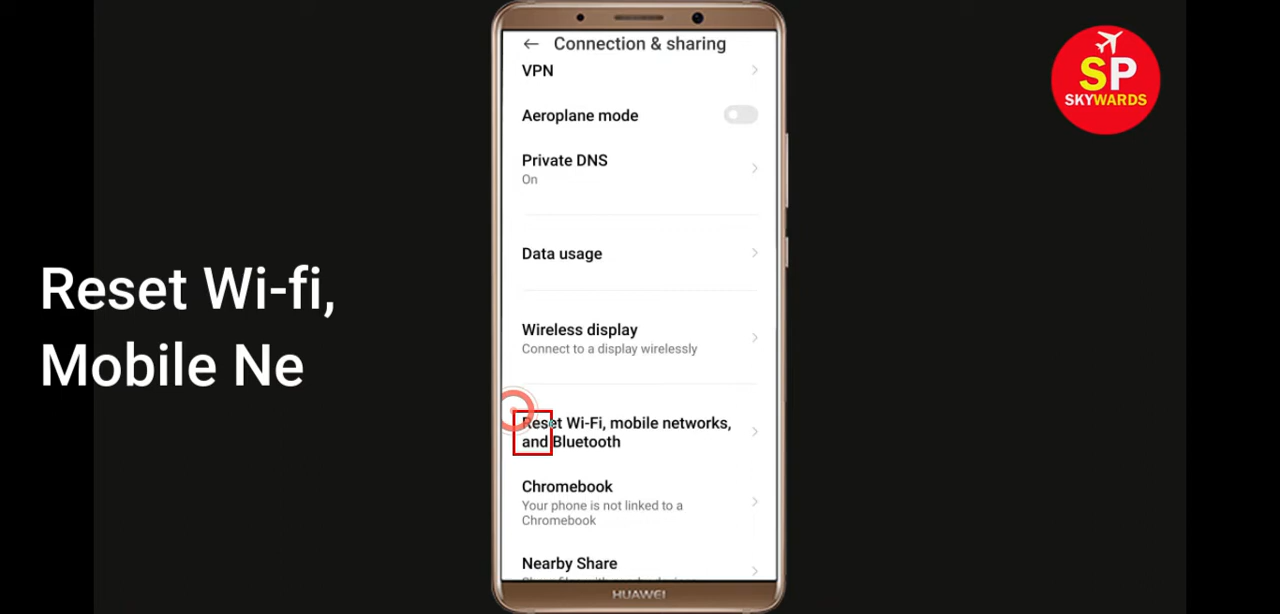 Connection & sharing
VPN
Aeroplane mode
Private DNS
On
Data usage
Wireless display
Connect to a display wirelessly
Reset Wi-Fi, mobile networks,
and Bluetooth
Chromebook
Your phone is not linked to a
Chromebook
Nearby Share
HUAWEI
Reset Wi-fi,
Mobile Ne
SP
SKYWARDS